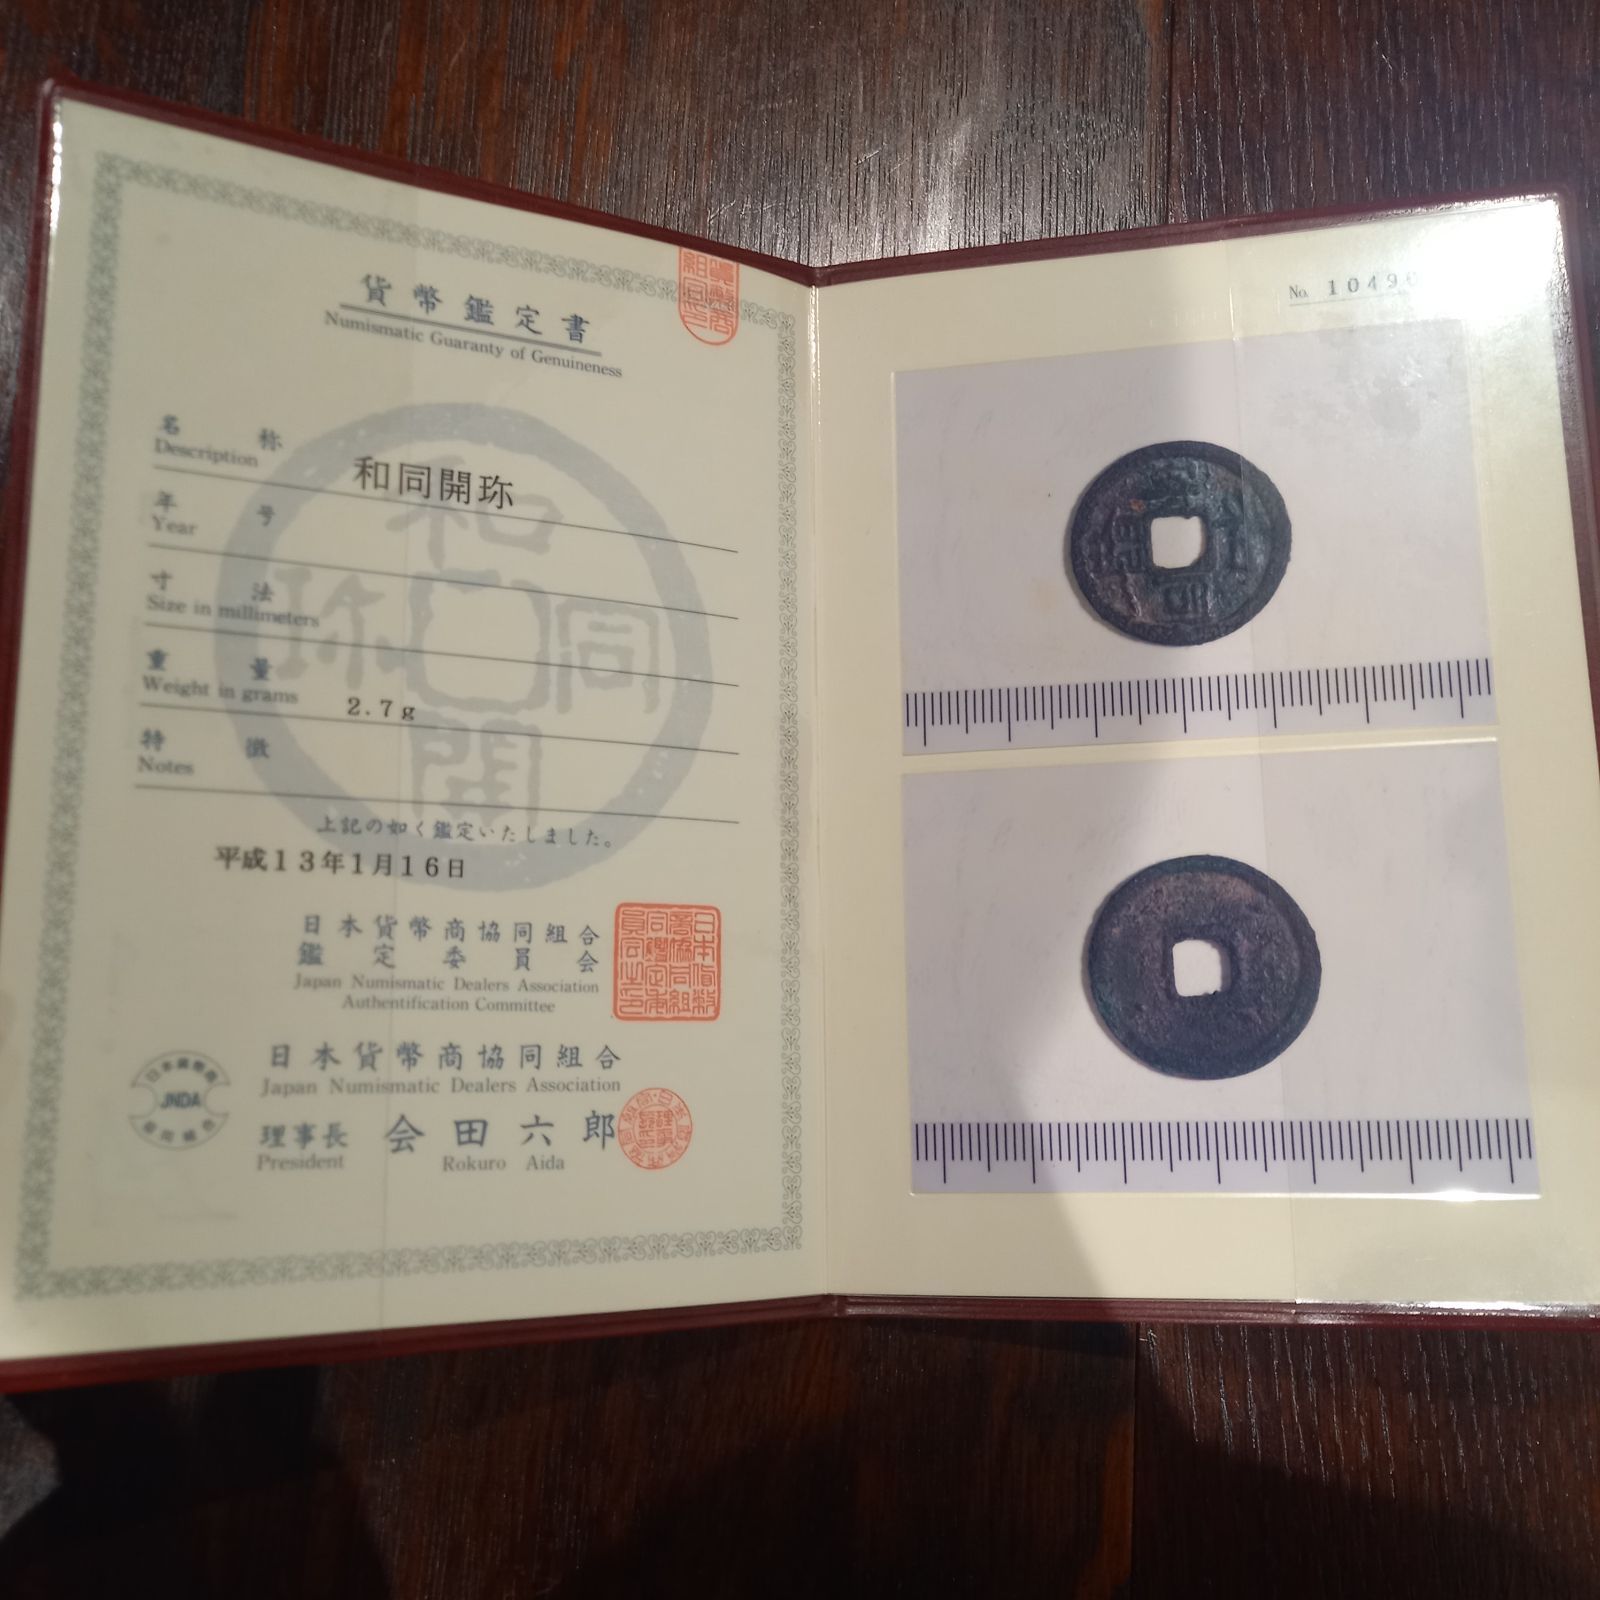 貨幣鑑定書
Numismatic Guaranty of Genuineness
名称
Description
和同開珎
年号
Year
寸法
Size in millimeters
重量
Weight in grams
2.7g
特徴
Notes
上記の如く鑑定いたしました。
平成13年1月16日
日本貨幣商協同組合
鑑定委員会
Japan Numismatic Dealers Association
Authentification Committee
日本貨幣商協同組合
Japan Numismatic Dealers Association
理事長 会田六郎
President Rokuro Aida
JNDA
和同開珎
No. 10496